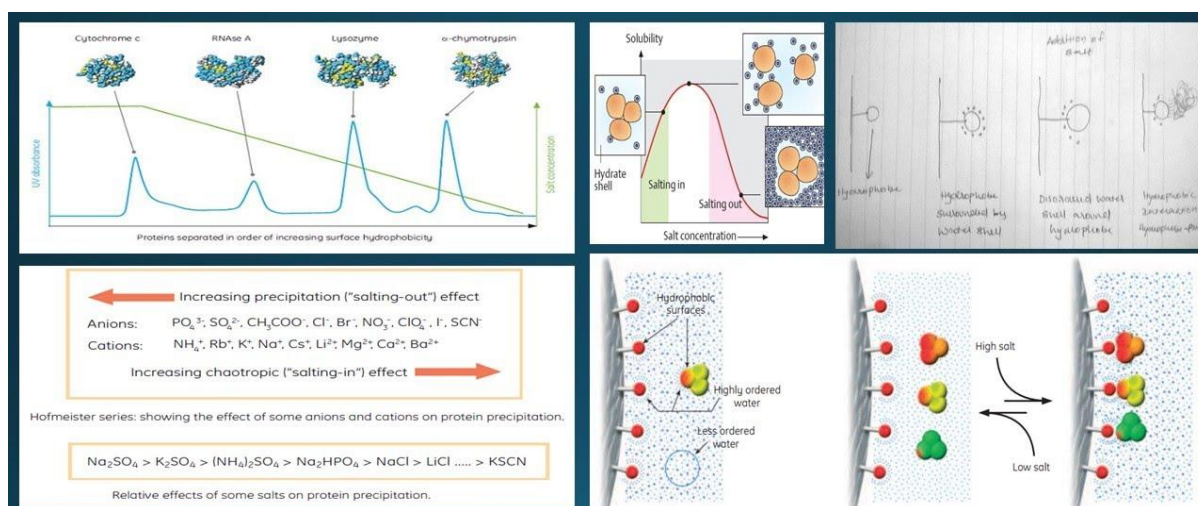 Cytochrome c
RNAse A
Lysozyme
α-chymotrypsin
UV absorbance
Salt concentration
Proteins separated in order of increasing surface hydrophobicity
Solubility
Hydrate
shell
Salting in
Salting out
Salt concentration
Addition of
Salt
Hydrophobe
Hydrophobe
surrounded by
water shell
water shell around
hydrophobe
Hydrophobic
Increasing precipitation ("salting-out") effect
Anions: PO₄³⁻, SO₄²⁻, CH₃COO⁻, Cl⁻, Br⁻, NO₃⁻, ClO₄⁻, I⁻, SCN⁻
Cations: NH₄⁺, Rb⁺, K⁺, Na⁺, Cs⁺, Li²⁺, Mg²⁺, Ca²⁺, Ba²⁺
Increasing chaotropic ("salting-in") effect
Hofmeister series: showing the effect of some anions and cations on protein precipitation.
Na₂SO₄ > K₂SO₄ > (NH₄)₂SO₄ > Na₂HPO₄ > NaCl > LiCl ..... > KSCN
Relative effects of some salts on protein precipitation.
Hydrophobic
surfaces
Highly ordered
water
Less ordered
water
High salt
Low salt